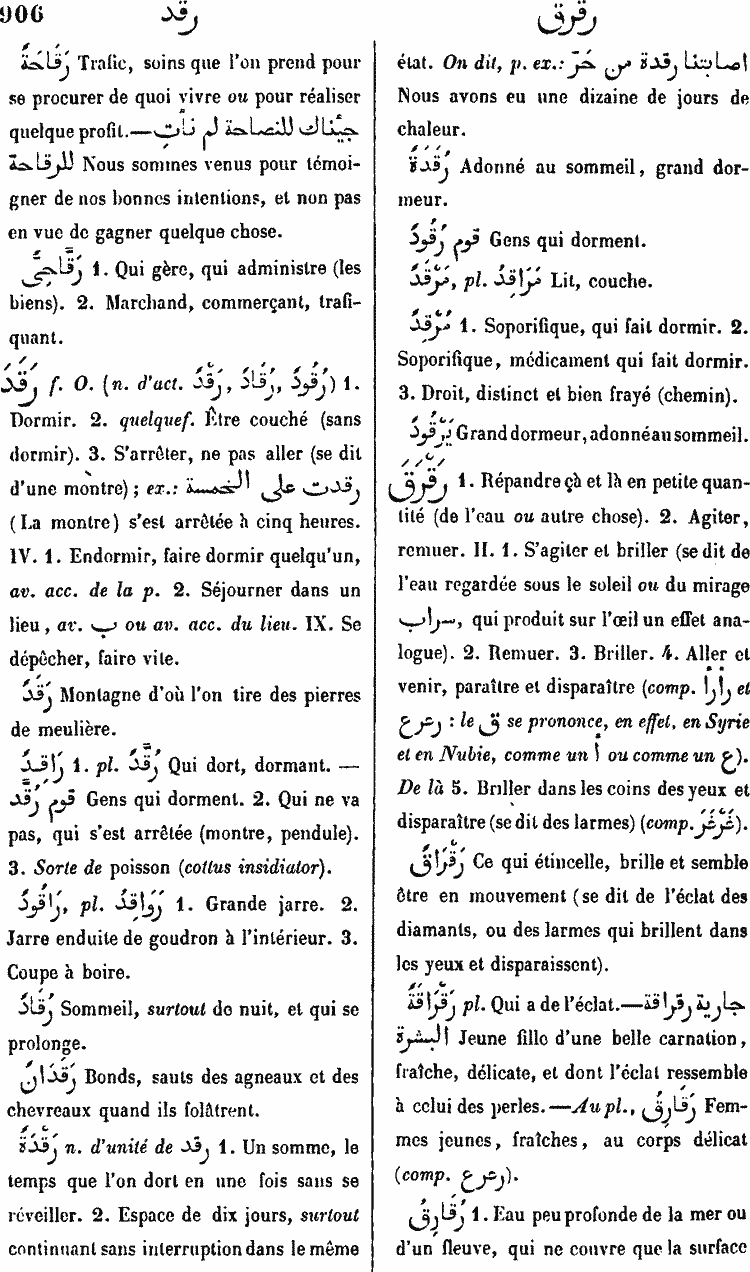 906
رقد
رقرق
رَقَاحَةٌ Trafic, soins que l'on prend pour
se procurer de quoi vivre ou pour réaliser
quelque profit.—جيْناك للنصاحة لم نأتِ
للرقاحة Nous sommes venus pour témoi-
gner de nos bonnes intentions, et non pas
en vue de gagner quelque chose.
رَقَاحِىٌّ 1. Qui gère, qui administre (les
biens). 2. Marchand, commerçant, trafi-
quant.
رَقَدَ f. O. (n. d'act. رَقْدٌ, رُقَادٌ, رُقُودٌ) 1.
Dormir. 2. quelquef. Être couché (sans
dormir). 3. S'arrêter, ne pas aller (se dit
d'une montre) ; ex.: رقدت على الخمسة
(La montre) s'est arrêtée à cinq heures.
IV. 1. Endormir, faire dormir quelqu'un,
av. acc. de la p. 2. Séjourner dans un
lieu, av. ب ou av. acc. du lieu. IX. Se
dépêcher, faire vite.
رَقْدٌ Montagne d'où l'on tire des pierres
de meulière.
رَاقِدٌ 1. pl. رُقَّدٌ Qui dort, dormant. —
قوم رُقَّد Gens qui dorment. 2. Qui ne va
pas, qui s'est arrêtée (montre, pendule).
3. Sorte de poisson (cottus insidiator).
رَاقُودٌ, pl. رَوَاقِدُ 1. Grande jarre. 2.
Jarre enduite de goudron à l'intérieur. 3.
Coupe à boire.
رُقَادٌ Sommeil, surtout de nuit, et qui se
prolonge.
رَقَدَانٌ Bonds, sauts des agneaux et des
chevreaux quand ils folâtrent.
رَقْدَةٌ n. d'unité de رقد 1. Un somme, le
temps que l'on dort en une fois sans se
réveiller. 2. Espace de dix jours, surtout
continuant sans interruption dans le même
état. On dit, p. ex.: اصابتنا رقدة من حَرّ
Nous avons eu une dizaine de jours de
chaleur.
رُقَدَةٌ Adonné au sommeil, grand dor-
meur.
قوم رُقُودٌ Gens qui dorment.
مَرْقَدٌ, pl. مَرَاقِدُ Lit, couche.
مُرْقِدٌ 1. Soporifique, qui fait dormir. 2.
Soporifique, médicament qui fait dormir.
3. Droit, distinct et bien frayé (chemin).
يَرْقُودٌ Grand dormeur, adonné au sommeil.
رَقْرَقَ 1. Répandre çà et là en petite quan-
tité (de l'eau ou autre chose). 2. Agiter,
remuer. II. 1. S'agiter et briller (se dit de
l'eau regardée sous le soleil ou du mirage
سراب, qui produit sur l'œil un effet ana-
logue). 2. Remuer. 3. Briller. 4. Aller et
venir, paraître et disparaître (comp. رأرأ et
رعرع : le ق se prononce, en effet, en Syrie
et en Nubie, comme un أ ou comme un ع).
De là 5. Briller dans les coins des yeux et
disparaître (se dit des larmes) (comp. غَرْغَرَ).
رَقْرَاقٌ Ce qui étincelle, brille et semble
être en mouvement (se dit de l'éclat des
diamants, ou des larmes qui brillent dans
les yeux et disparaissent).
رَقْرَاقَةٌ pl. Qui a de l'éclat.—جارية رقراقة
البشرة Jeune fille d'une belle carnation,
fraîche, délicate, et dont l'éclat ressemble
à celui des perles.—Au pl., رَقَارِقُ Fem-
mes jeunes, fraîches, au corps délicat
(comp. رعرع).
رُقَارِقٌ 1. Eau peu profonde de la mer ou
d'un fleuve, qui ne couvre que la surface